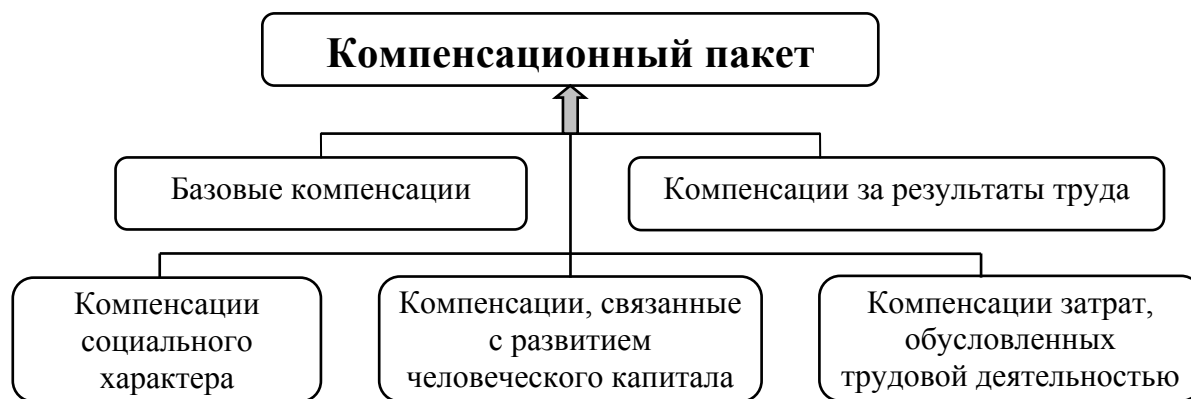 Компенсационный пакет
Базовые компенсации
Компенсации за результаты труда
Компенсации
социального
характера
Компенсации, связанные
с развитием
человеческого капитала
Компенсации затрат,
обусловленных
трудовой деятельностью